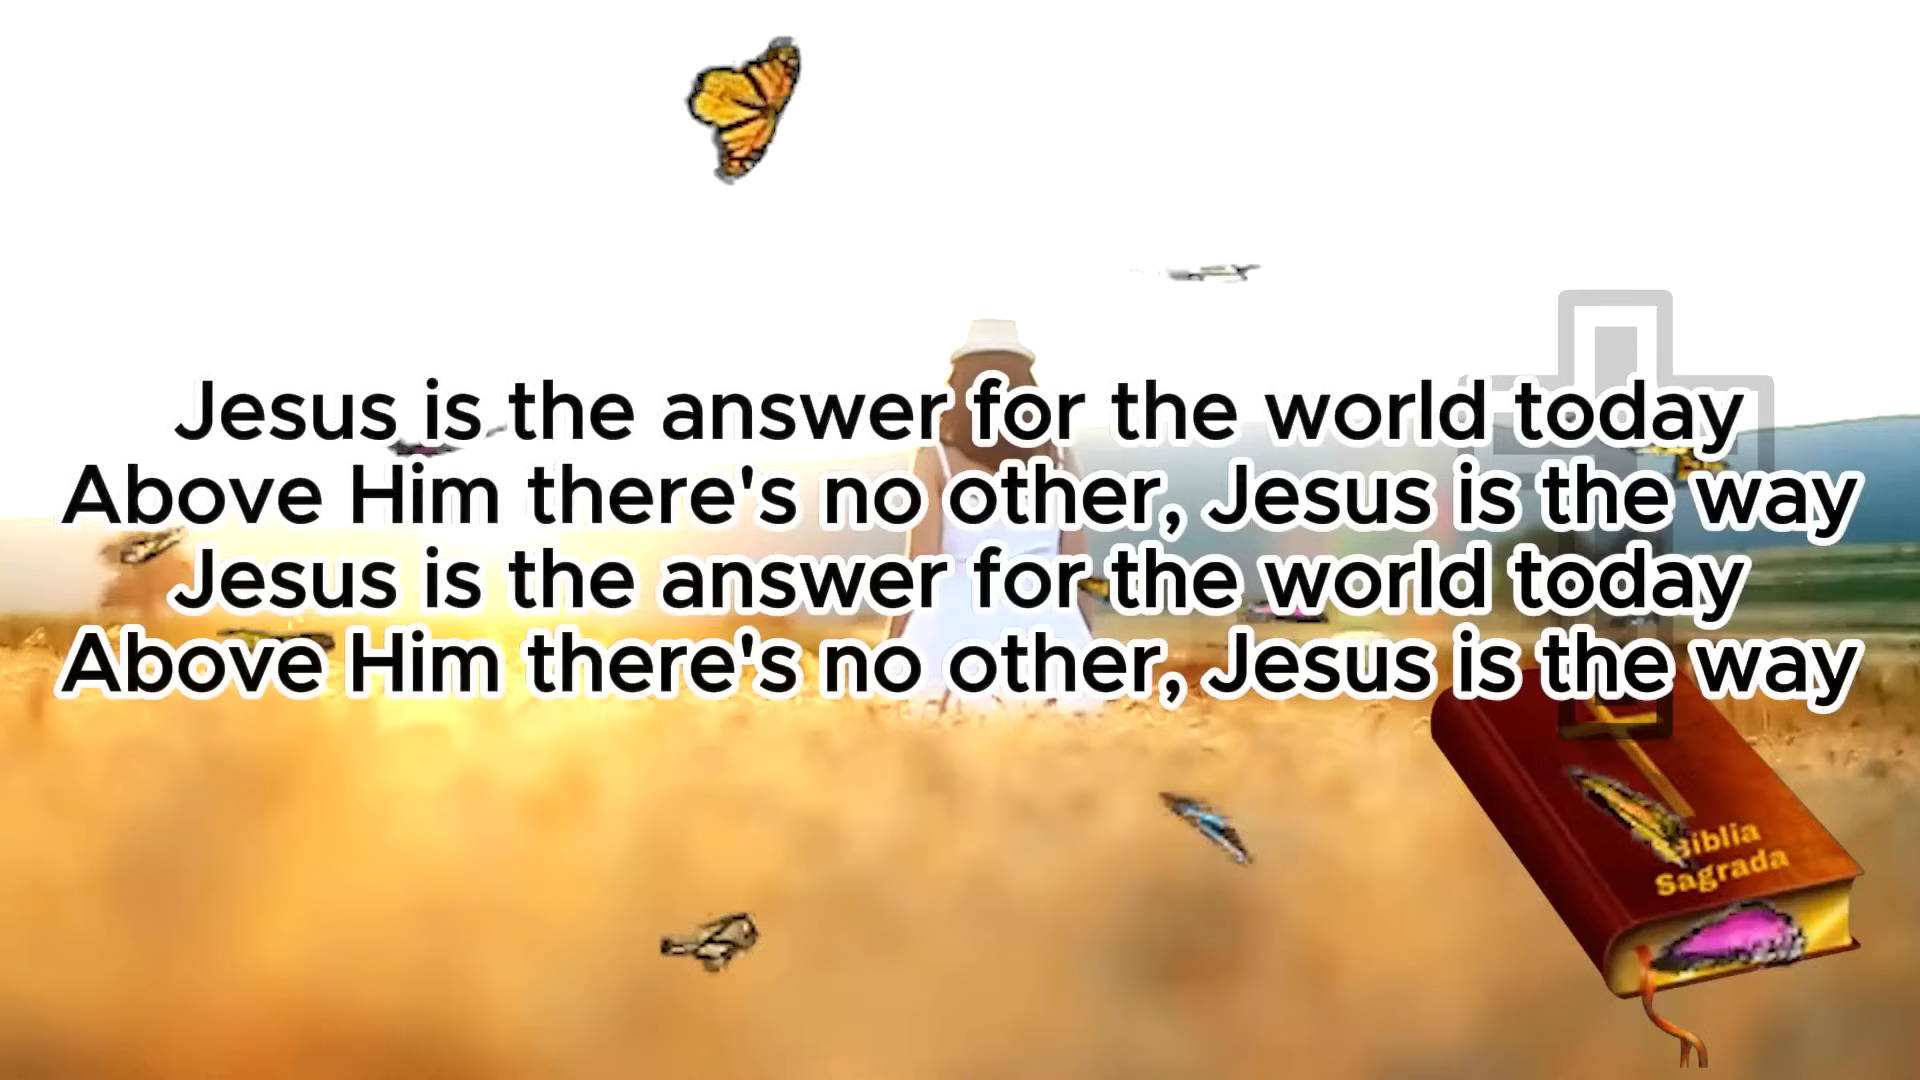 Jesus is the answer for the world today
Above Him there's no other, Jesus is the way
Jesus is the answer for the world today
Above Him there's no other, Jesus is the way
Bíblia
Sagrada